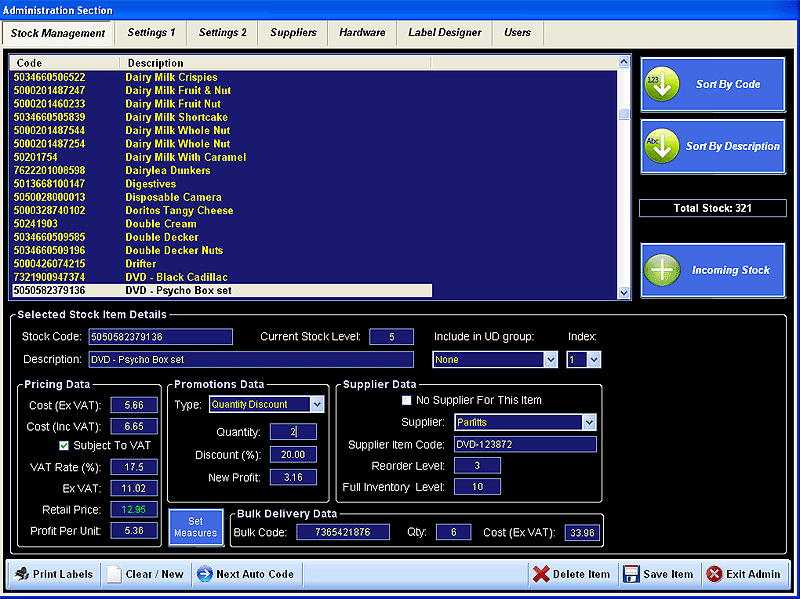 Administration Section
Stock Management Settings 1 Settings 2 Suppliers Hardware Label Designer Users
Code Description
5034660506522 Dairy Milk Crispies
5000201487247 Dairy Milk Fruit & Nut
5000201460233 Dairy Milk Fruit Nut
5034660505839 Dairy Milk Shortcake
5000201487544 Dairy Milk Whole Nut
5000201487254 Dairy Milk Whole Nut
50201754 Dairy Milk With Caramel
7622201008598 Dairylea Dunkers
5013668100147 Digestives
5050028000013 Disposable Camera
5000328740102 Doritos Tangy Cheese
50241903 Double Cream
5034660509585 Double Decker
5034660509196 Double Decker Nuts
5000426074215 Drifter
7321900947374 DVD - Black Cadillac
5050582379136 DVD - Psycho Box set
123 Sort By Code
Abc Sort By Description
Total Stock: 321
Incoming Stock
Selected Stock Item Details
Stock Code: 5050582379136 Current Stock Level: 5 Include in UD group: Index:
Description: DVD - Psycho Box set None 1
Pricing Data
Cost (Ex VAT): 5.66
Cost (Inc VAT): 6.65
Subject To VAT
VAT Rate (%): 17.5
Ex VAT: 11.02
Retail Price: 12.95
Profit Per Unit: 5.36
Promotions Data
Type: Quantity Discount
Quantity: 2
Discount (%): 20.00
New Profit: 3.16
Set
Measures
Supplier Data
No Supplier For This Item
Supplier: Parfitts
Supplier Item Code: DVD-123872
Reorder Level: 3
Full Inventory Level: 10
Bulk Delivery Data
Bulk Code: 7365421876 Qty: 6 Cost (Ex VAT): 33.96
Print Labels Clear / New Next Auto Code Delete Item Save Item Exit Admin